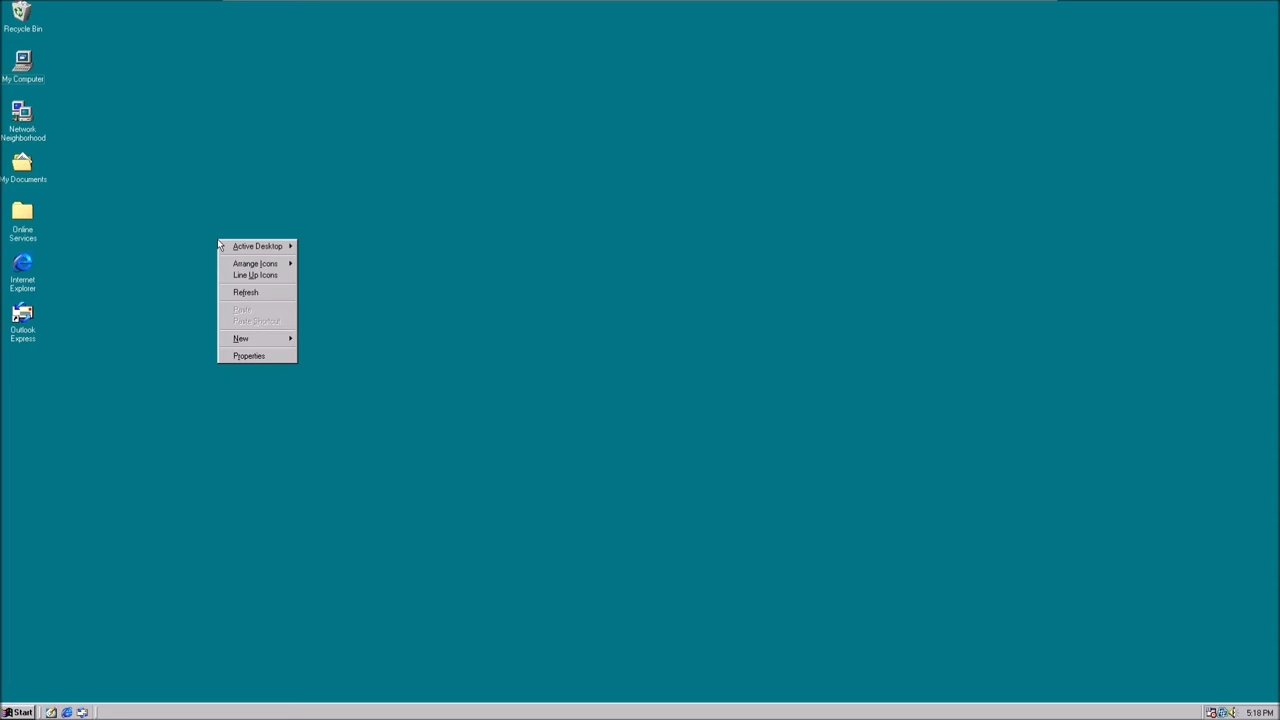 Recycle Bin
My Computer
Network
Neighborhood
My Documents
Online
Services
Internet
Explorer
Outlook
Express
Active Desktop
Arrange Icons
Line Up Icons
Refresh
Paste
Paste Shortcut
New
Properties
Start
5:18 PM